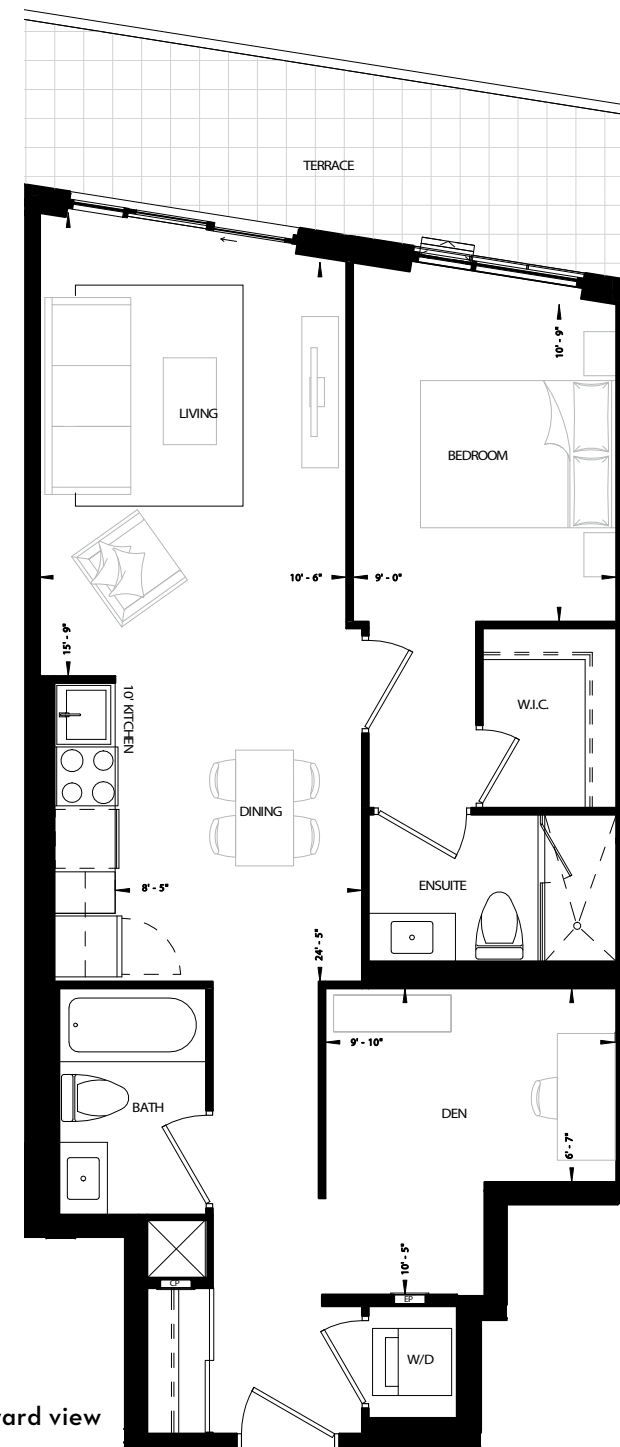 TERRACE
10' - 9"
LIVING
BEDROOM
10' - 6"
9' - 0"
15' - 9"
10' KITCHEN
W.I.C.
DINING
8' - 5"
ENSUITE
24' - 5"
9' - 10"
BATH
DEN
6' - 7"
10' - 5"
CP
EP
W/D
ard view